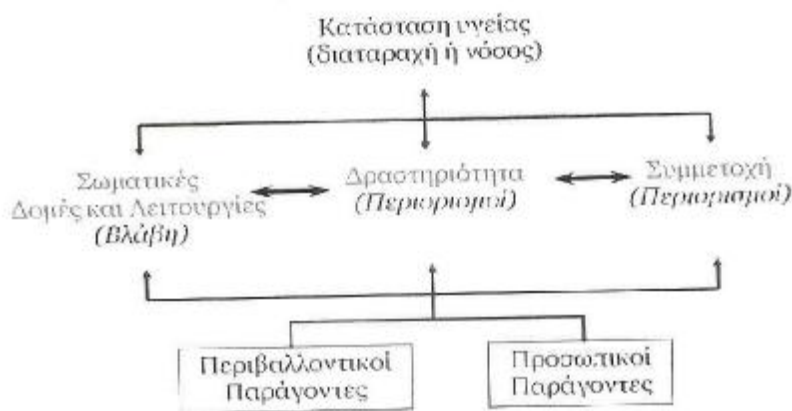 Κατάσταση υγείας
(διαταραχή ή νόσος)
Σωματικές
Δομές και Λειτουργίες
(Βλάβη)
Δραστηριότητα
(Περιορισμοί)
Συμμετοχή
(Περιορισμοί)
Περιβαλλοντικοί
Παράγοντες
Προσωπικοί
Παράγοντες